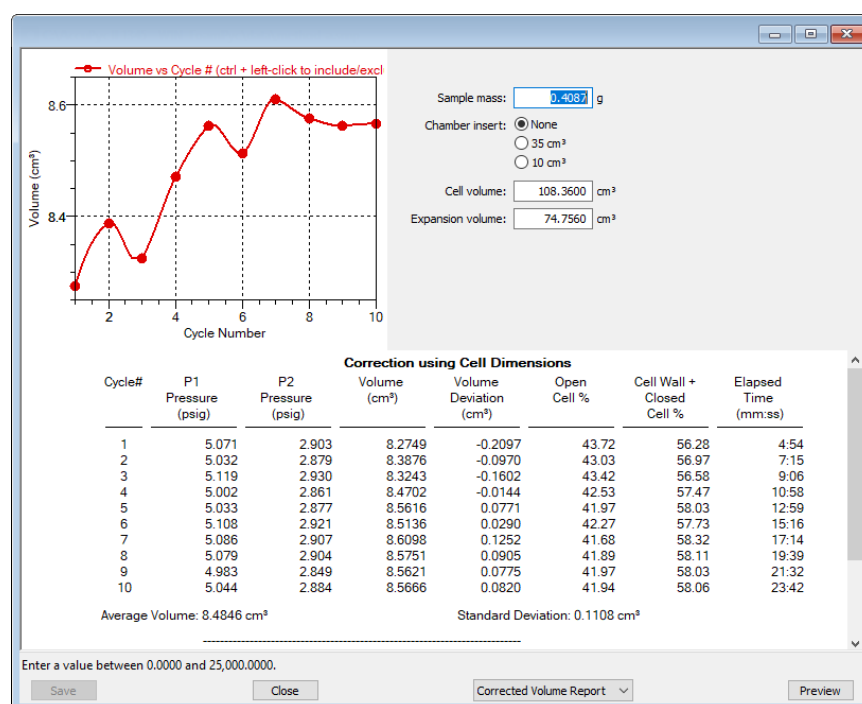 Volume vs Cycle # (ctrl + left-click to include/excl
8.6
8.4
Volume (cm³)
2 4 6 8 10
Cycle Number
Sample mass: 0.4087 g
Chamber insert: None
35 cm³
10 cm³
Cell volume: 108.3600 cm³
Expansion volume: 74.7560 cm³
Correction using Cell Dimensions
Cycle# P1 P2 Volume Volume Open Cell Wall + Elapsed
Pressure Pressure (cm³) Deviation Cell % Closed Time
(psig) (psig) (cm³) Cell % (mm:ss)
1 5.071 2.903 8.2749 -0.2097 43.72 56.28 4:54
2 5.032 2.879 8.3876 -0.0970 43.03 56.97 7:15
3 5.119 2.930 8.3243 -0.1602 43.42 56.58 9:06
4 5.002 2.861 8.4702 -0.0144 42.53 57.47 10:58
5 5.033 2.877 8.5616 0.0771 41.97 58.03 12:59
6 5.108 2.921 8.5136 0.0290 42.27 57.73 15:16
7 5.086 2.907 8.6098 0.1252 41.68 58.32 17:14
8 5.079 2.904 8.5751 0.0905 41.89 58.11 19:39
9 4.983 2.849 8.5621 0.0775 41.97 58.03 21:32
10 5.044 2.884 8.5666 0.0820 41.94 58.06 23:42
Average Volume: 8.4846 cm³ Standard Deviation: 0.1108 cm³
Enter a value between 0.0000 and 25,000.0000.
Save Close Corrected Volume Report Preview